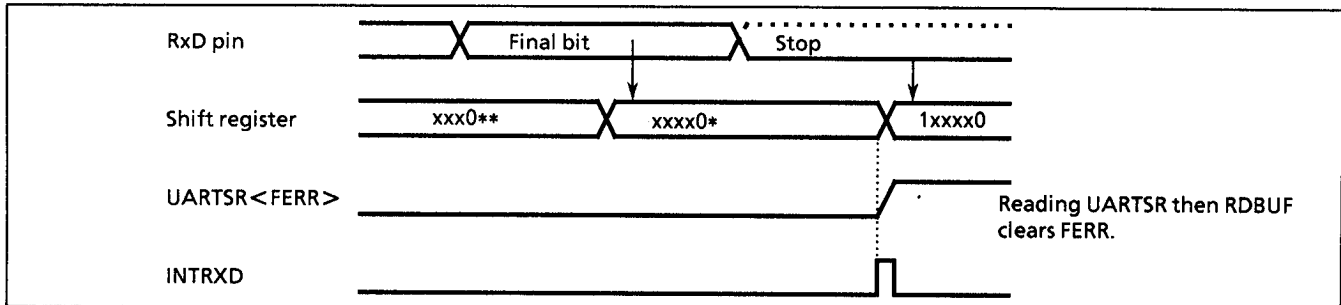 RxD pin
Final bit
Stop
Shift register
xxx0**
xxxx0*
1xxxx0
UARTSR<FERR>
Reading UARTSR then RDBUF
clears FERR.
INTRXD